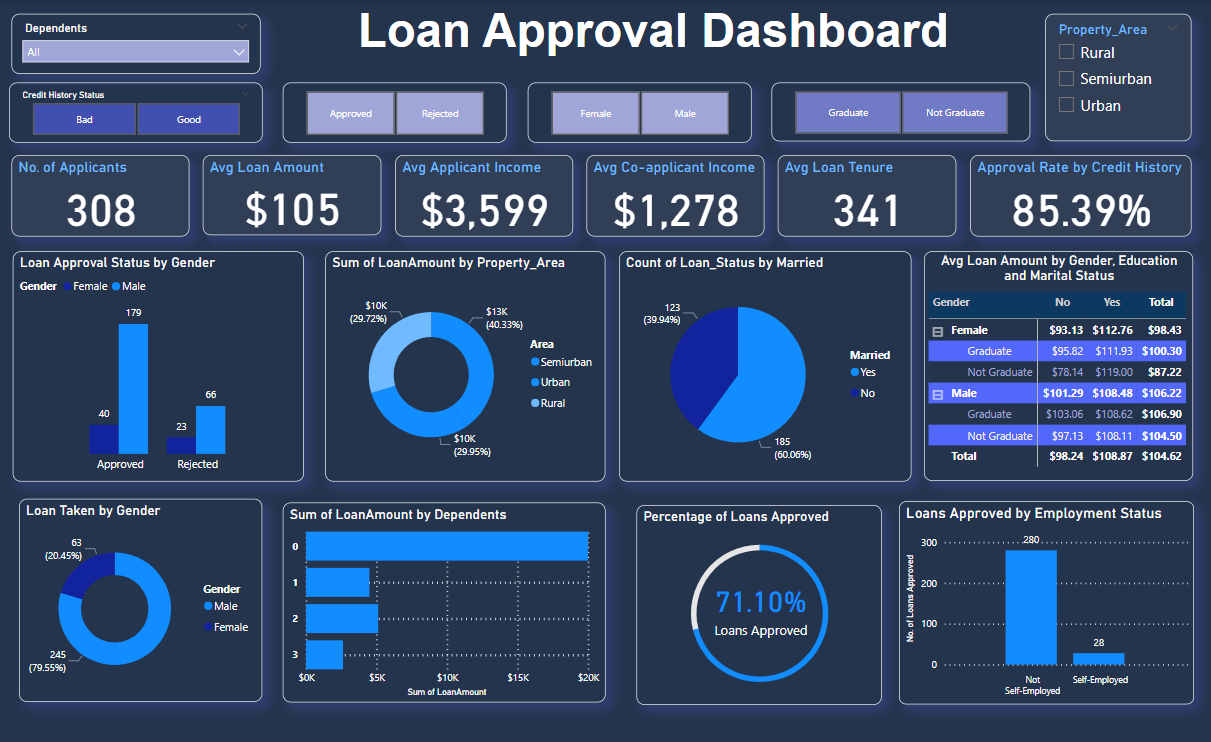 Loan Approval Dashboard
Dependents
All
Property_Area
Rural
Semiurban
Urban
Credit History Status
Bad
Good
Approved
Rejected
Female
Male
Graduate
Not Graduate
No. of Applicants
308
Avg Loan Amount
$105
Avg Applicant Income
$3,599
Avg Co-applicant Income
$1,278
Avg Loan Tenure
341
Approval Rate by Credit History
85.39%
Loan Approval Status by Gender
Gender Female Male
179
40
66
23
Approved Rejected
Sum of LoanAmount by Property_Area
$10K
(29.72%)
$13K
(40.33%)
$10K
(29.95%)
Area
Semiurban
Urban
Rural
Count of Loan_Status by Married
123
(39.94%)
185
(60.06%)
Married
Yes
No
Avg Loan Amount by Gender, Education
and Marital Status
Gender No Yes Total
Female $93.13 $112.76 $98.43
Graduate $95.82 $111.93 $100.30
Not Graduate $78.14 $119.00 $87.22
Male $101.29 $108.48 $106.22
Graduate $103.06 $108.62 $106.90
Not Graduate $97.13 $108.11 $104.50
Total $98.24 $108.87 $104.62
Loan Taken by Gender
63
(20.45%)
245
(79.55%)
Gender
Male
Female
Sum of LoanAmount by Dependents
0
1
2
3
$0K $5K $10K $15K $20K
Sum of LoanAmount
Percentage of Loans Approved
71.10%
Loans Approved
Loans Approved by Employment Status
No. of Loans Approved
300
200
100
0
280
28
Not
Self-Employed
Self-Employed